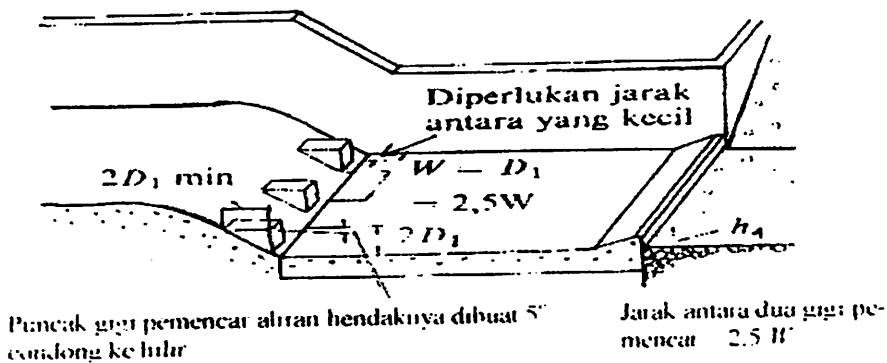 Diperlukan jarak
antara yang kecil
2D₁ min
W = D₁
= 2,5W
2D₁
h₄
Puncak gigi pemencar aliran hendaknya dibuat 5°
condong ke hilir
Jarak antara dua gigi pe-
mencar 2.5 W